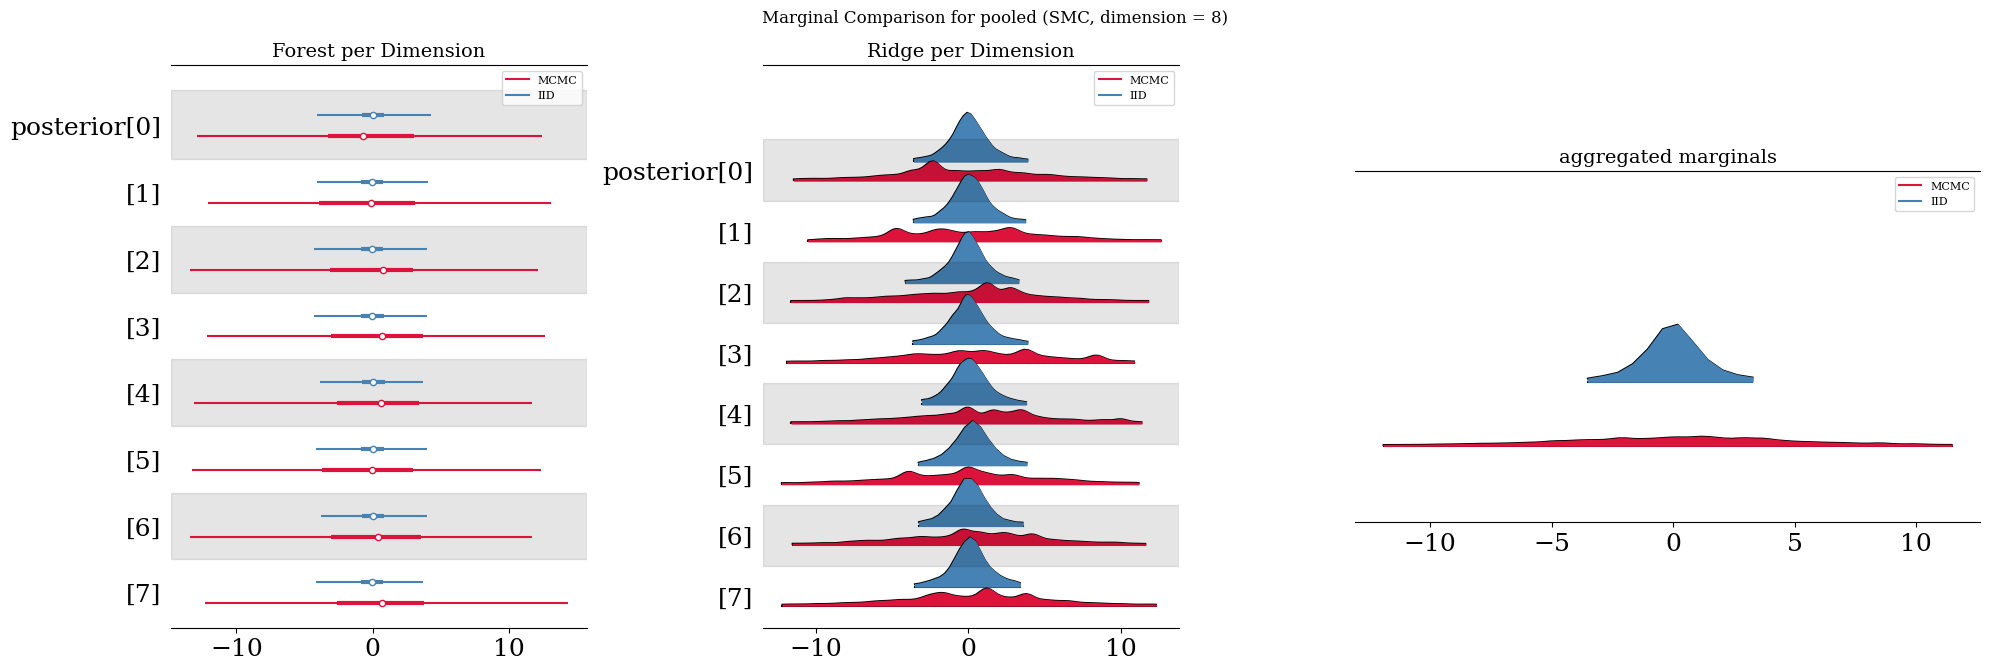 Marginal Comparison for pooled (SMC, dimension = 8)
Forest per Dimension
MCMC
IID
posterior[0]
[1]
[2]
[3]
[4]
[5]
[6]
[7]
−10 0 10
Ridge per Dimension
MCMC
IID
posterior[0]
[1]
[2]
[3]
[4]
[5]
[6]
[7]
−10 0 10
aggregated marginals
MCMC
IID
−10 −5 0 5 10